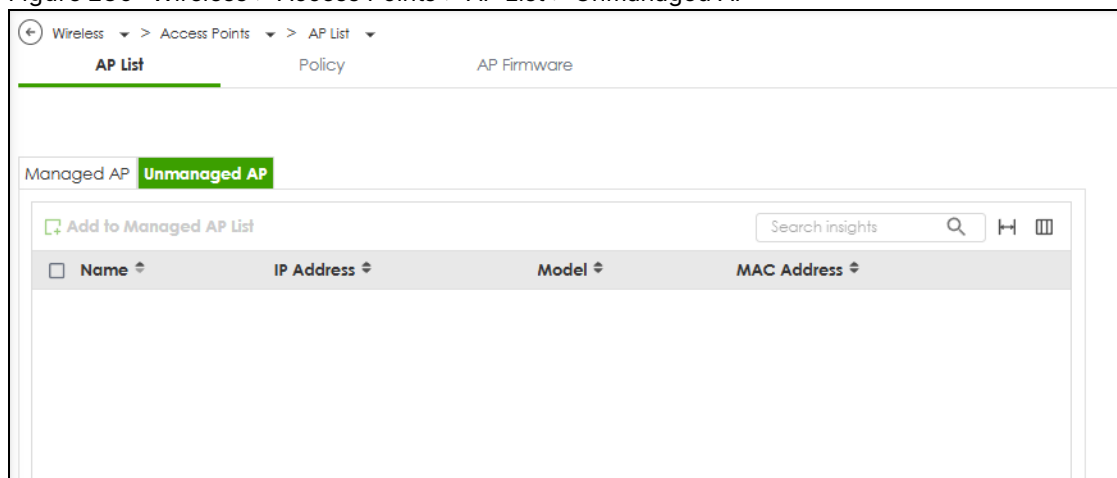 Wireless > Access Points > AP List
AP List Policy AP Firmware
Managed AP Unmanaged AP
Add to Managed AP List Search insights
Name IP Address Model MAC Address